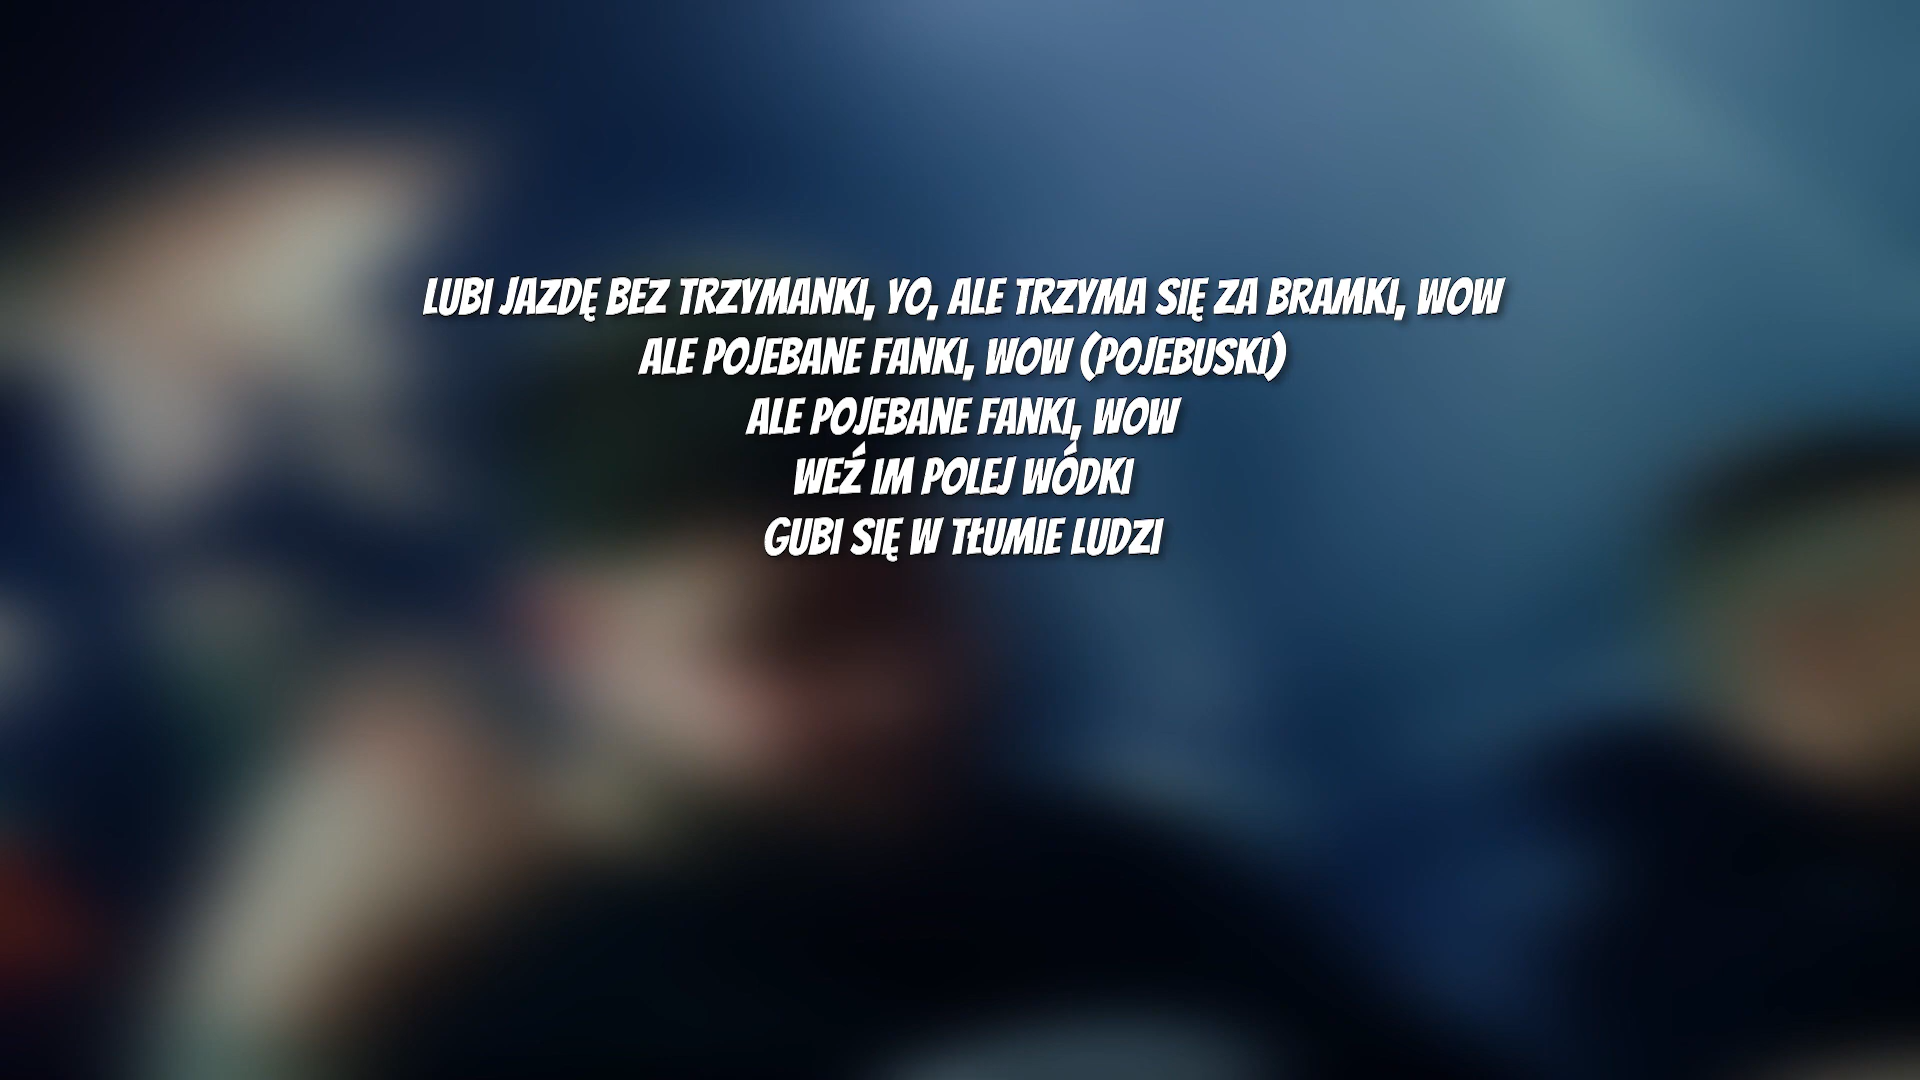 LUBI JAZDĘ BEZ TRZYMANKI, YO, ALE TRZYMA SIĘ ZA BRAMKI, WOW
ALE POJEBANE FANKI, WOW (POJEBUSKI)
ALE POJEBANE FANKI, WOW
WEŹ IM POLEJ WÓDKI
GUBI SIĘ W TŁUMIE LUDZI